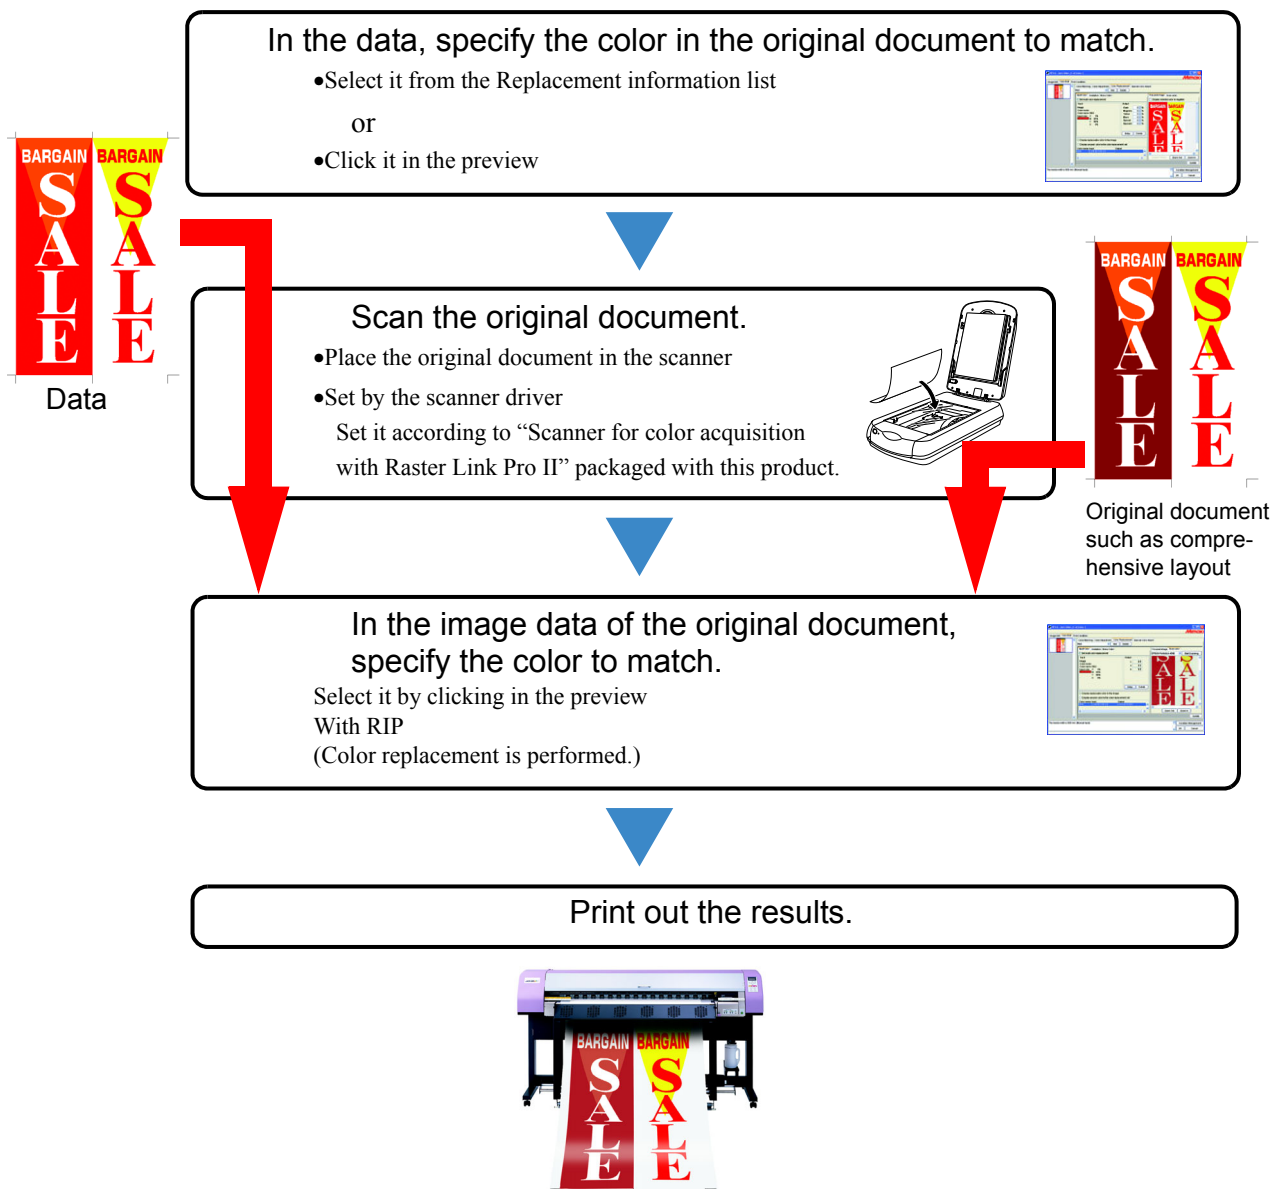 In the data, specify the color in the original document to match.
•Select it from the Replacement information list
or
•Click it in the preview
BARGAIN BARGAIN
SALE SALE
Data
Scan the original document.
•Place the original document in the scanner
•Set by the scanner driver
Set it according to “Scanner for color acquisition
with Raster Link Pro II” packaged with this product.
BARGAIN BARGAIN
SALE SALE
Original document
such as compre-
hensive layout
In the image data of the original document,
specify the color to match.
Select it by clicking in the preview
With RIP
(Color replacement is performed.)
Print out the results.
BARGAIN BARGAIN
SALE SALE